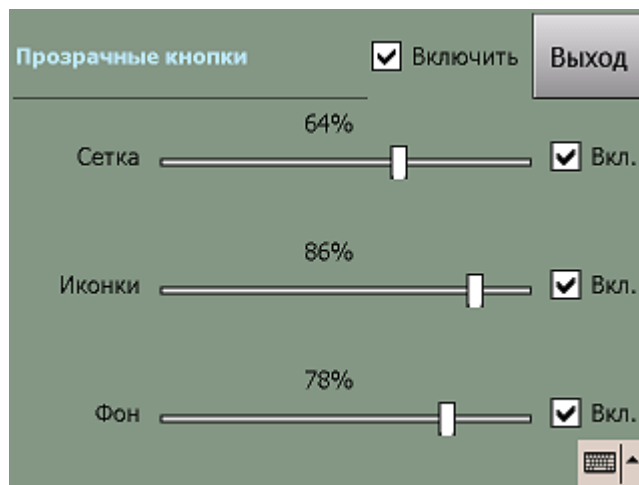 Прозрачные кнопки Включить Выход
64%
Сетка Вкл.
86%
Иконки Вкл.
78%
Фон Вкл.